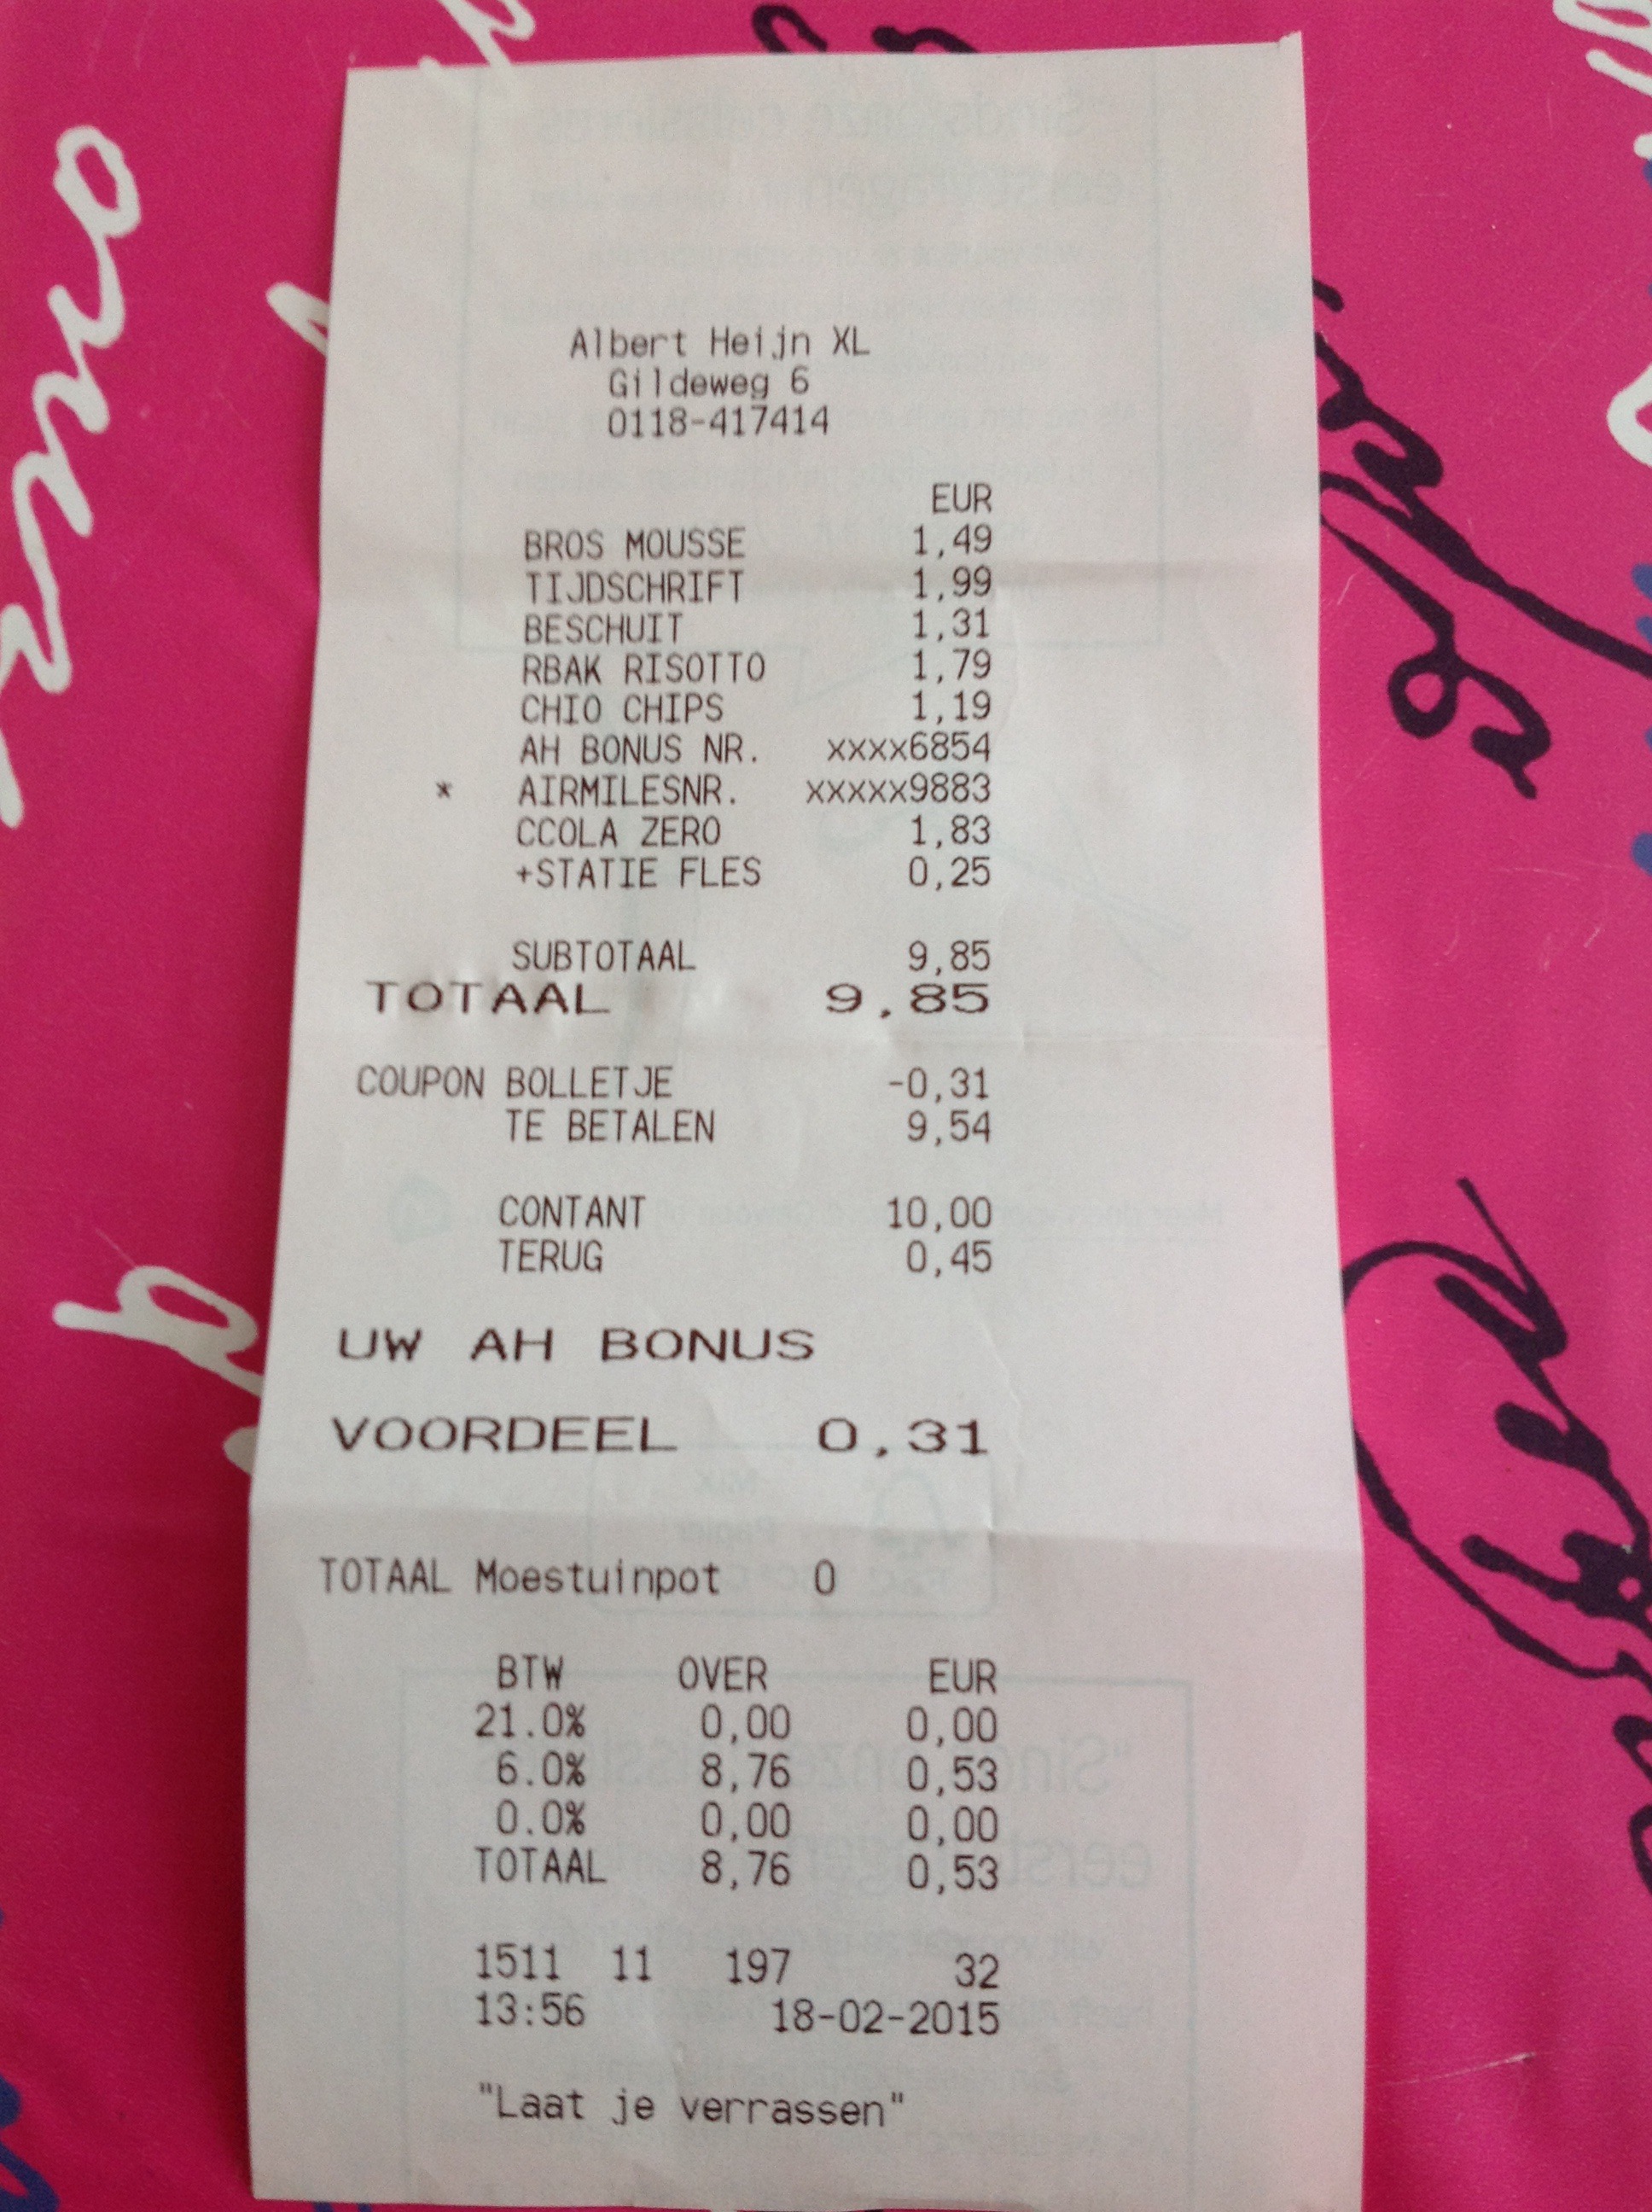 Albert Heijn XL
Gildeweg 6
0118-417414
EUR
BROS MOUSSE 1,49
TIJDSCHRIFT 1,99
BESCHUIT 1,31
RBAK RISOTTO 1,79
CHIO CHIPS 1,19
AH BONUS NR. xxxx6854
* AIRMILESNR. xxxxx9883
CCOLA ZERO 1,83
+STATIE FLES 0,25
SUBTOTAAL 9,85
TOTAAL 9,85
COUPON BOLLETJE -0,31
TE BETALEN 9,54
CONTANT 10,00
TERUG 0,45
UW AH BONUS
VOORDEEL 0,31
TOTAAL Moestuinpot 0
BTW OVER EUR
21.0% 0,00 0,00
6.0% 8,76 0,53
0.0% 0,00 0,00
TOTAAL 8,76 0,53
1511 11 197 32
13:56 18-02-2015
"Laat je verrassen"